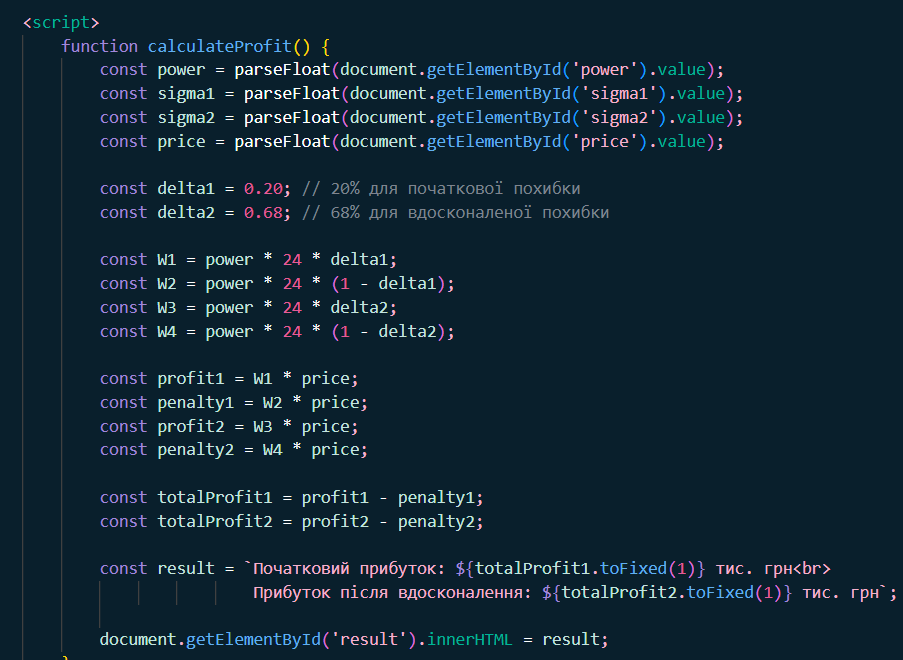 <script>
function calculateProfit() {
const power = parseFloat(document.getElementById('power').value);
const sigma1 = parseFloat(document.getElementById('sigma1').value);
const sigma2 = parseFloat(document.getElementById('sigma2').value);
const price = parseFloat(document.getElementById('price').value);
const delta1 = 0.20; // 20% для початкової похибки
const delta2 = 0.68; // 68% для вдосконаленої похибки
const W1 = power * 24 * delta1;
const W2 = power * 24 * (1 - delta1);
const W3 = power * 24 * delta2;
const W4 = power * 24 * (1 - delta2);
const profit1 = W1 * price;
const penalty1 = W2 * price;
const profit2 = W3 * price;
const penalty2 = W4 * price;
const totalProfit1 = profit1 - penalty1;
const totalProfit2 = profit2 - penalty2;
const result = `Початковий прибуток: ${totalProfit1.toFixed(1)} тис. грн<br>
Прибуток після вдосконалення: ${totalProfit2.toFixed(1)} тис. грн`;
document.getElementById('result').innerHTML = result;
}